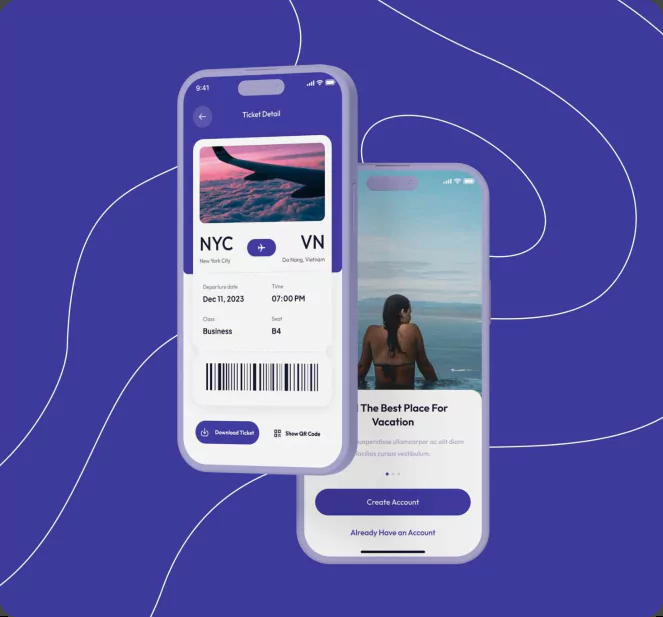 9:41
Ticket Detail
NYC
VN
New York City
Da Nang, Vietnam
Departure date
Time
Dec 11, 2023
07:00 PM
Class
Seat
Business
B4
Download Ticket
Show QR Code
The Best Place For
Vacation
suspendisse ullamcorper ac elit diam
facilisis cursus vestibulum.
Create Account
Already Have an Account